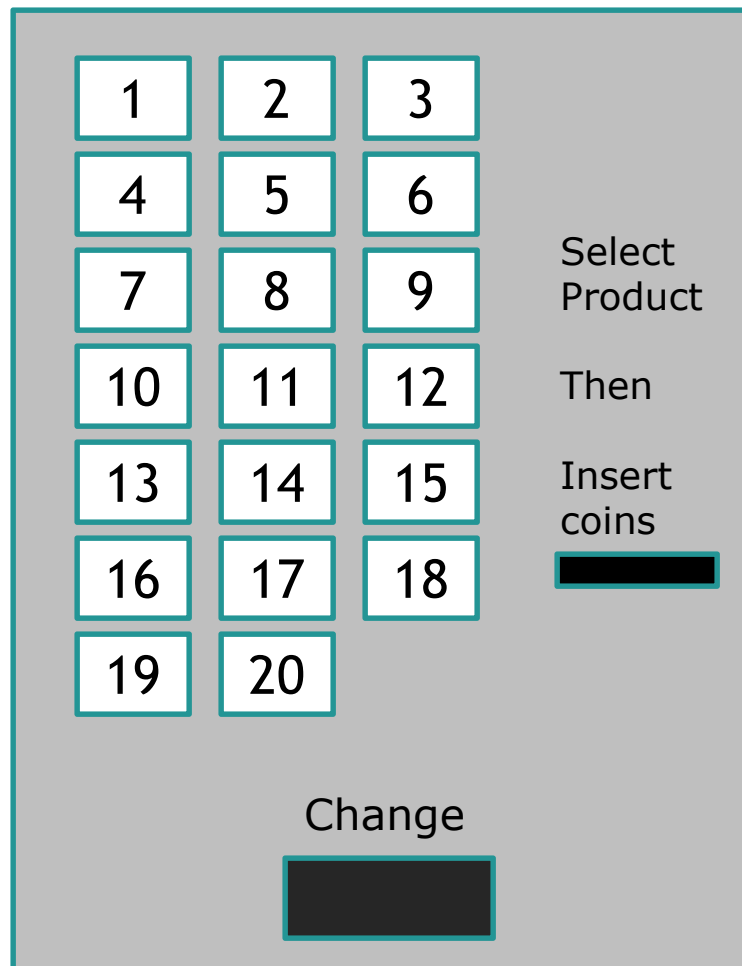 1 2 3
4 5 6
7 8 9
10 11 12
13 14 15
16 17 18
19 20
Select
Product
Then
Insert
coins
Change